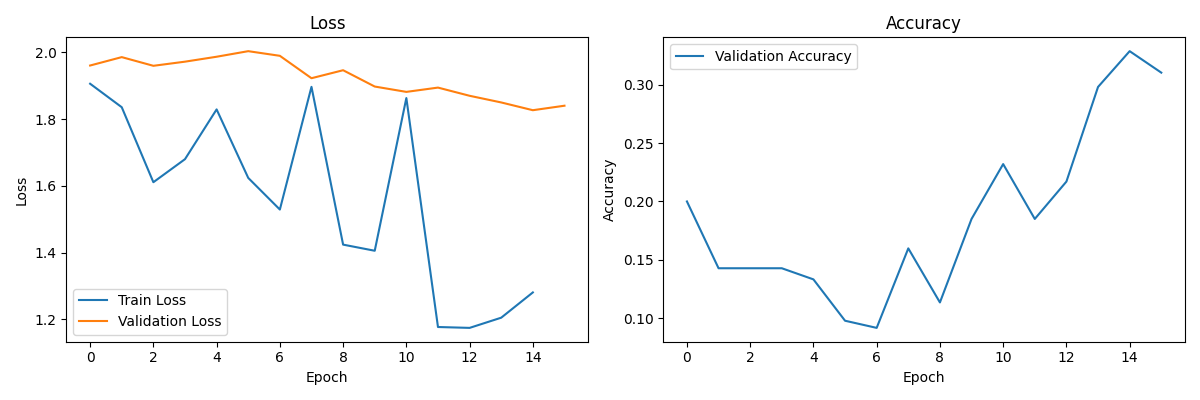 Loss
2.0
1.8
1.6
1.4
1.2
Loss
Train Loss
Validation Loss
0 2 4 6 8 10 12 14
Epoch
Accuracy
Validation Accuracy
0.30
0.25
0.20
0.15
0.10
Accuracy
0 2 4 6 8 10 12 14
Epoch